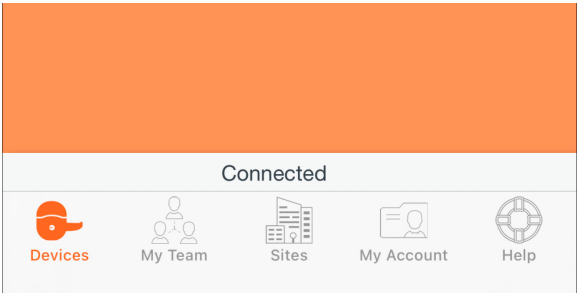 Connected
Devices
My Team
Sites
My Account
Help